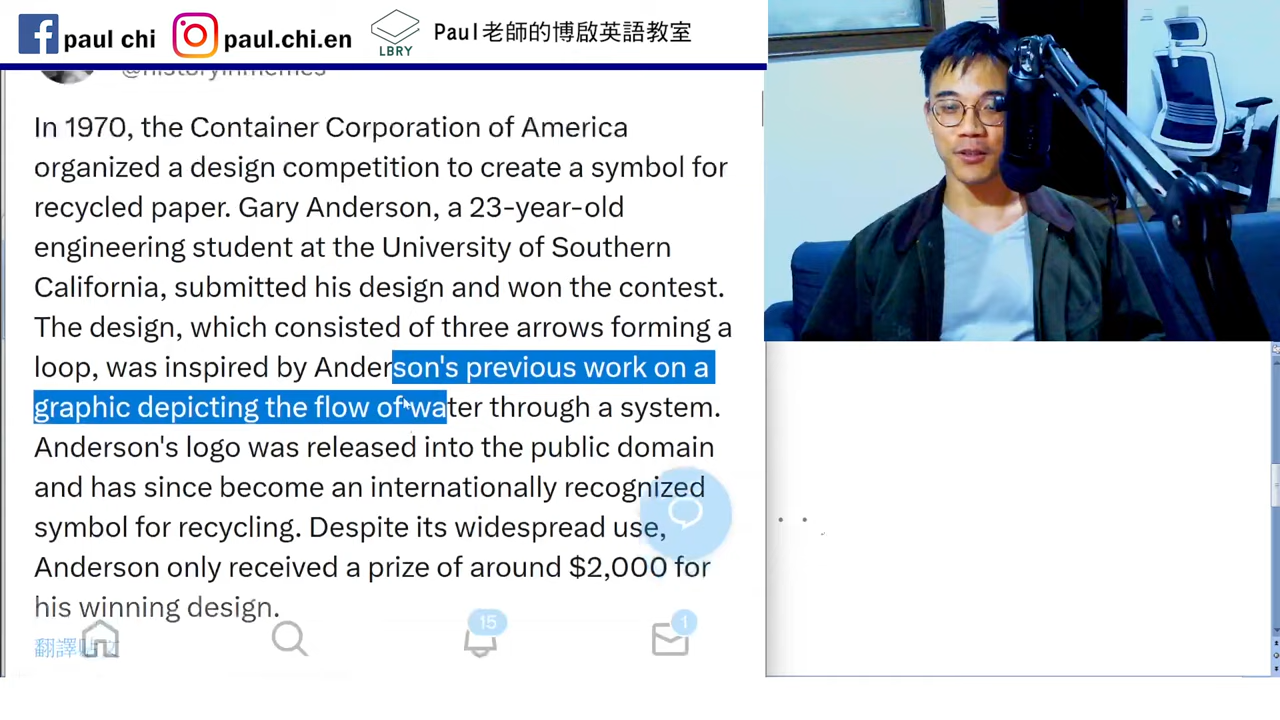 paul chi
paul.chi.en
LBRY
Paul老師的博啟英語教室
@historyinmemes
In 1970, the Container Corporation of America
organized a design competition to create a symbol for
recycled paper. Gary Anderson, a 23-year-old
engineering student at the University of Southern
California, submitted his design and won the contest.
The design, which consisted of three arrows forming a
loop, was inspired by Anderson's previous work on a
graphic depicting the flow of water through a system.
Anderson's logo was released into the public domain
and has since become an internationally recognized
symbol for recycling. Despite its widespread use,
Anderson only received a prize of around $2,000 for
his winning design.
15
1
翻譯貼文